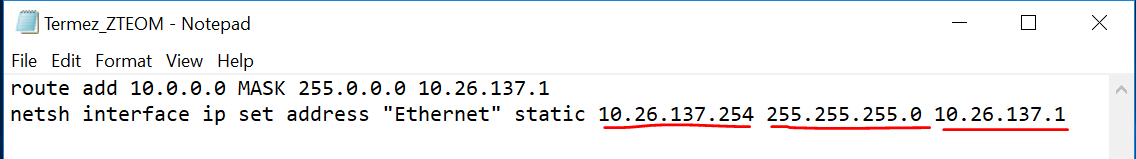 Termez_ZTEOM - Notepad
File Edit Format View Help
route add 10.0.0.0 MASK 255.0.0.0 10.26.137.1
netsh interface ip set address "Ethernet" static 10.26.137.254 255.255.255.0 10.26.137.1